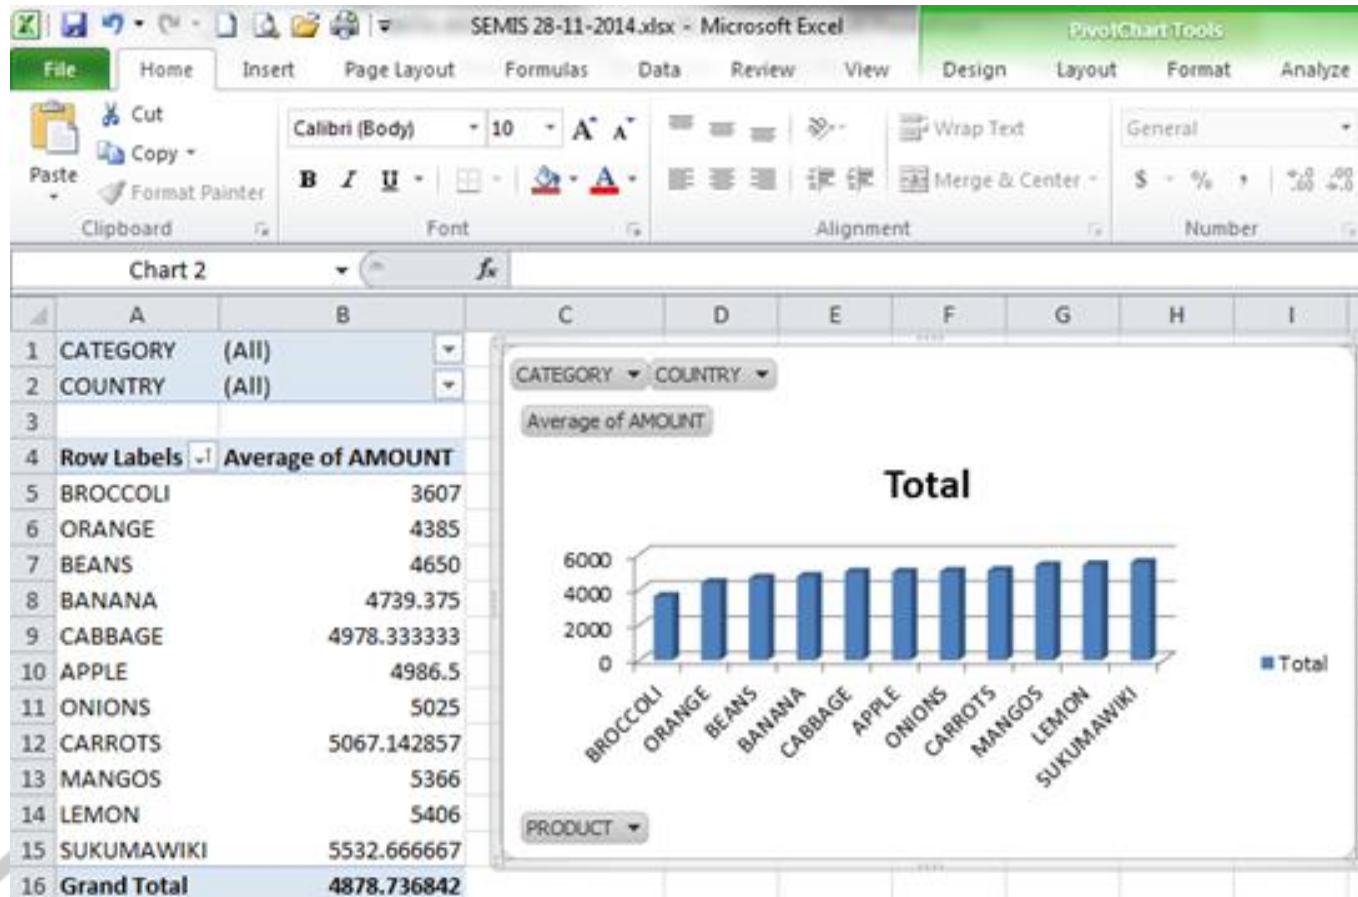 SEMIS 28-11-2014.xlsx - Microsoft Excel
PivotChart Tools
File Home Insert Page Layout Formulas Data Review View Design Layout Format Analyze
Cut
Copy
Format Painter
Paste
Calibri (Body) 10 A A
B I U A
Wrap Text
Merge & Center
General
$ % ,
Clipboard Font Alignment Number
Chart 2 fx
A B C D E F G H I
1 CATEGORY (All)
2 COUNTRY (All)
3
4 Row Labels Average of AMOUNT
5 BROCCOLI 3607
6 ORANGE 4385
7 BEANS 4650
8 BANANA 4739.375
9 CABBAGE 4978.333333
10 APPLE 4986.5
11 ONIONS 5025
12 CARROTS 5067.142857
13 MANGOS 5366
14 LEMON 5406
15 SUKUMAWIKI 5532.666667
16 Grand Total 4878.736842
CATEGORY COUNTRY
Average of AMOUNT
Total
6000
4000
2000
0
BROCCOLI ORANGE BEANS BANANA CABBAGE APPLE ONIONS CARROTS MANGOS LEMON SUKUMAWIKI
Total
PRODUCT